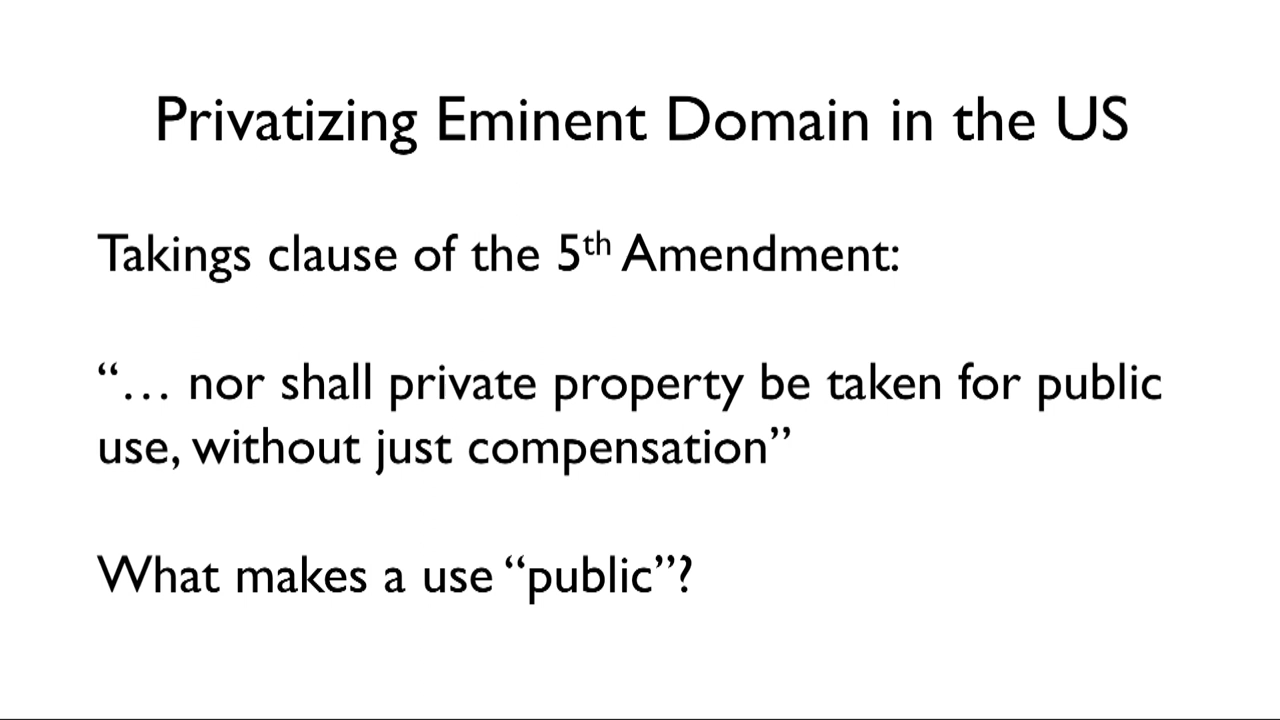 Privatizing Eminent Domain in the US
Takings clause of the 5th Amendment:
“… nor shall private property be taken for public
use, without just compensation”
What makes a use “public”?